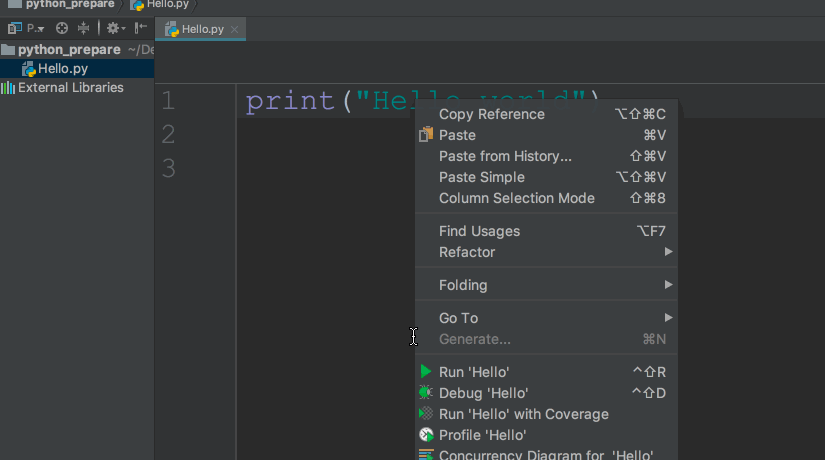 python_prepare Hello.py
P..
Hello.py
python_prepare ~/De
Hello.py
External Libraries
1 print("Hello world")
2
3
Copy Reference ⌥⇧⌘C
Paste ⌘V
Paste from History... ⇧⌘V
Paste Simple ⌥⇧⌘V
Column Selection Mode ⇧⌘8
Find Usages ⌥F7
Refactor
Folding
Go To
Generate... ⌘N
Run 'Hello' ^⇧R
Debug 'Hello' ^⇧D
Run 'Hello' with Coverage
Profile 'Hello'
Concurrency Diagram for 'Hello'